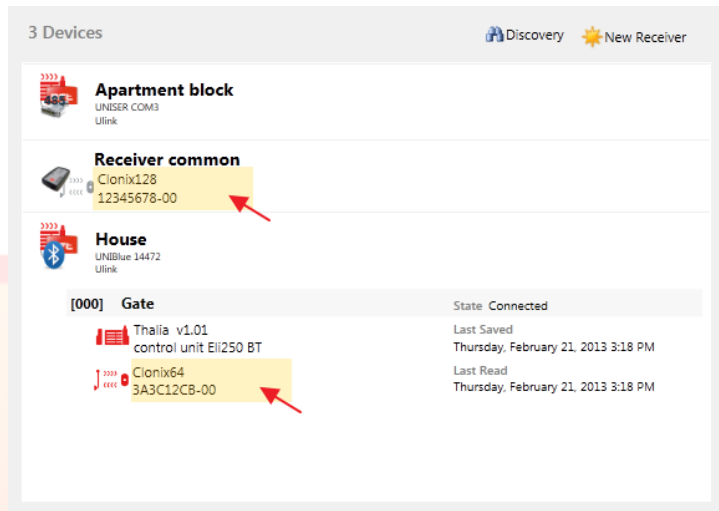 3 Devices
Discovery
New Receiver
485
Apartment block
UNISER COM3
Ulink
Receiver common
Clonix128
12345678-00
House
UNIBlue 14472
Ulink
[000] Gate
State Connected
Thalia v1.01
control unit Eli250 BT
Last Saved
Thursday, February 21, 2013 3:18 PM
Clonix64
3A3C12CB-00
Last Read
Thursday, February 21, 2013 3:18 PM